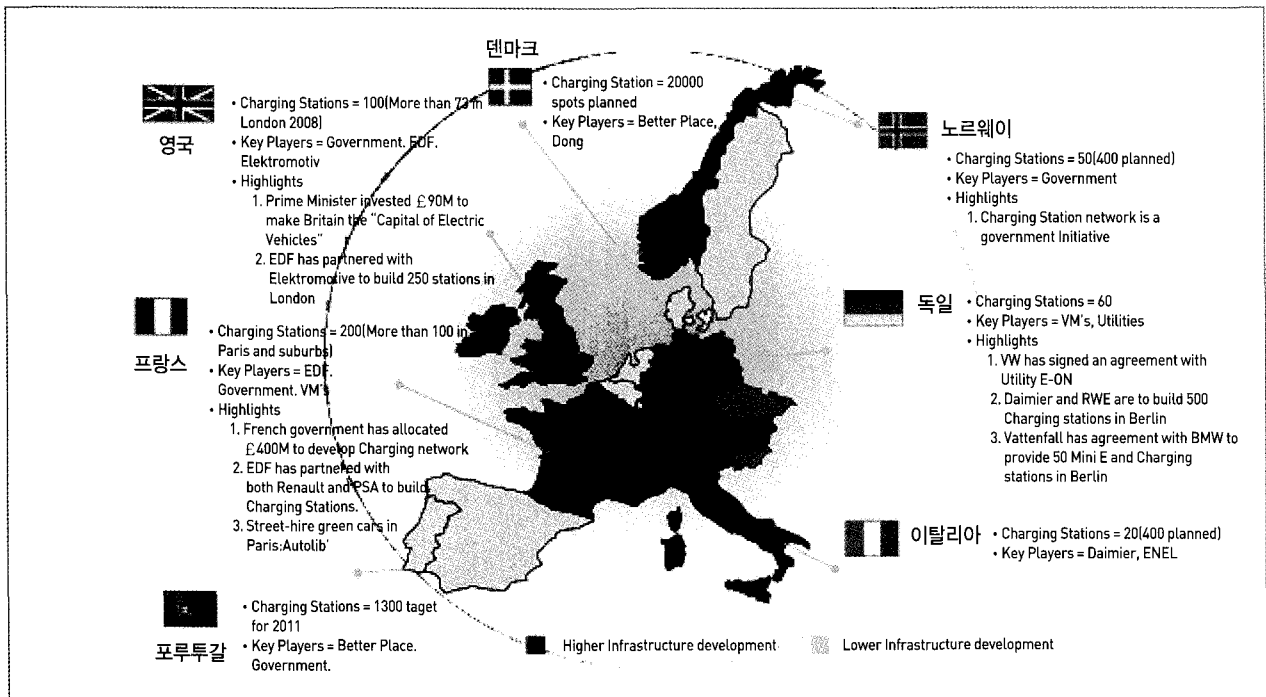 덴마크
• Charging Station = 20000
spots planned
• Key Players = Better Place,
Dong
영국
• Charging Stations = 100(More than 73 in
London 2008)
• Key Players = Government. EDF.
Elektromotiv
• Highlights
1. Prime Minister invested £90M to
make Britain the "Capital of Electric
Vehicles"
2. EDF has partnered with
Elektromotive to build 250 stations in
London
노르웨이
• Charging Stations = 50(400 planned)
• Key Players = Government
• Highlights
1. Charging Station network is a
government Initiative
프랑스
• Charging Stations = 200(More than 100 in
Paris and suburbs)
• Key Players = EDF.
Government. VM's
• Highlights
1. French government has allocated
£400M to develop Charging network
2. EDF has partnered with
both Renault and PSA to build
Charging Stations.
3. Street-hire green cars in
Paris:Autolib'
독일
• Charging Stations = 60
• Key Players = VM's, Utilities
• Highlights
1. VW has signed an agreement with
Utility E-ON
2. Daimier and RWE are to build 500
Charging stations in Berlin
3. Vattenfall has agreement with BMW to
provide 50 Mini E and Charging
stations in Berlin
이탈리아
• Charging Stations = 20(400 planned)
• Key Players = Daimier, ENEL
포루투갈
• Charging Stations = 1300 taget
for 2011
• Key Players = Better Place.
Government.
Higher Infrastructure development
Lower Infrastructure development